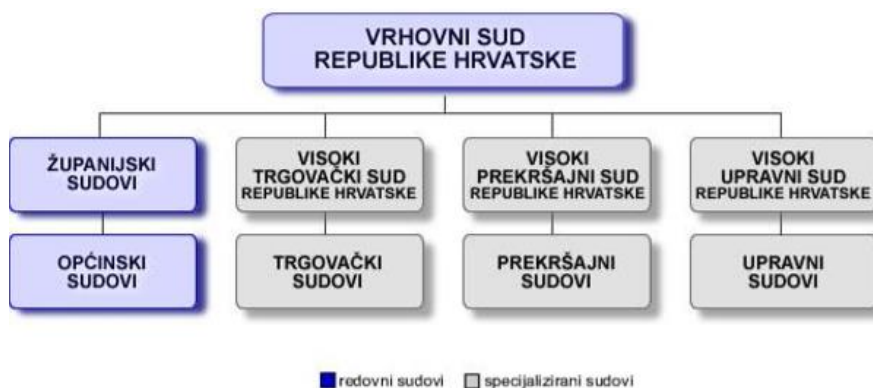 VRHOVNI SUD
REPUBLIKE HRVATSKE
ŽUPANIJSKI
SUDOVI
VISOKI
TRGOVAČKI SUD
REPUBLIKE HRVATSKE
VISOKI
PREKRŠAJNI SUD
REPUBLIKE HRVATSKE
VISOKI
UPRAVNI SUD
REPUBLIKE HRVATSKE
OPĆINSKI
SUDOVI
TRGOVAČKI
SUDOVI
PREKRŠAJNI
SUDOVI
UPRAVNI
SUDOVI
redovni sudovi
specijalizirani sudovi